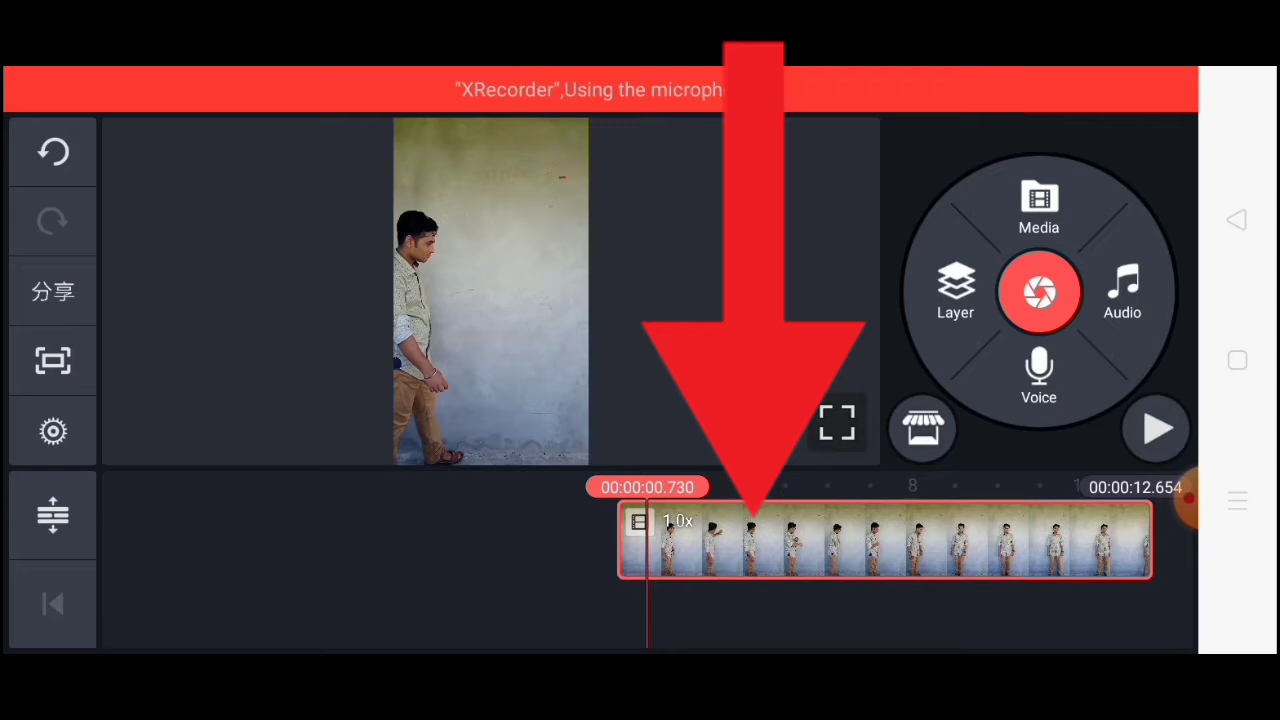 "XRecorder",Using the microph
Media
分享
Layer
Audio
Voice
00:00:00.730
8
00:00:12.654
1.0x